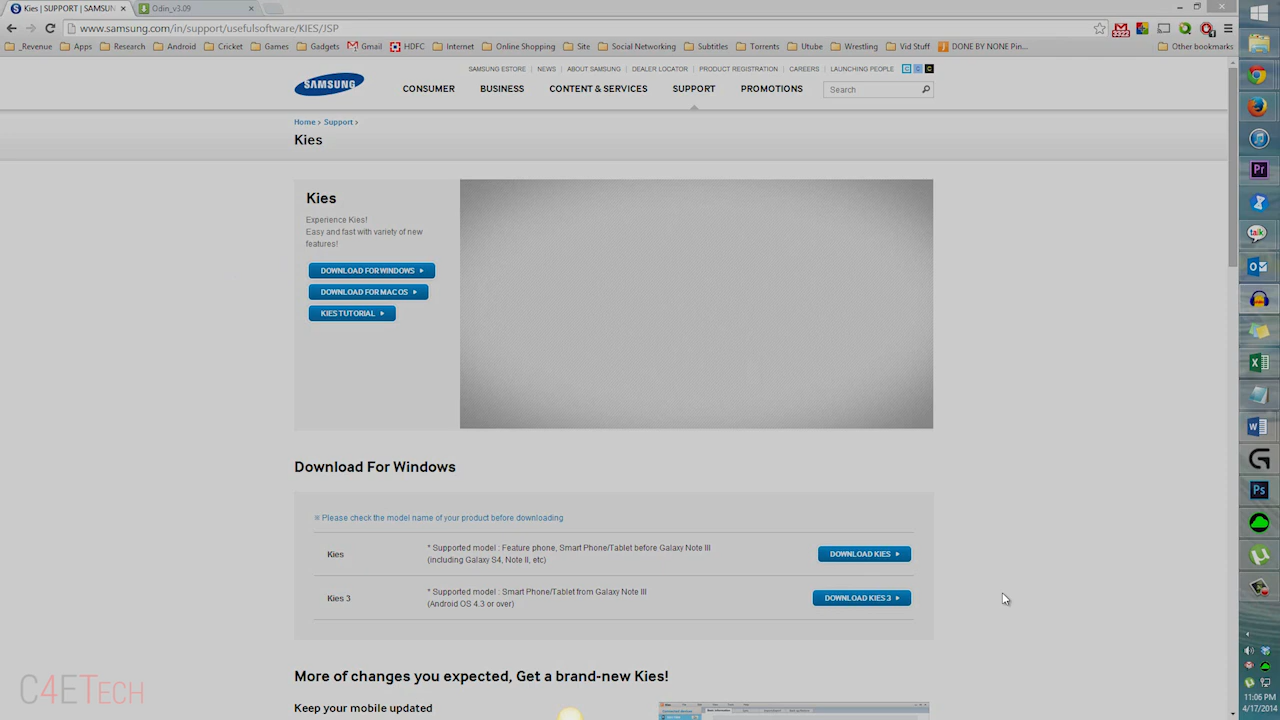 Kies | SUPPORT | SAMSUN
Odin_v3.09
www.samsung.com/in/support/usefulsoftware/KIES/JSP
_Revenue
Apps
Research
Android
Cricket
Games
Gadgets
Gmail
HDFC
Internet
Online Shopping
Site
Social Networking
Subtitles
Torrents
Utube
Wrestling
Vid Stuff
DONE BY NONE Pin...
Other bookmarks
SAMSUNG ESTORE
NEWS
ABOUT SAMSUNG
DEALER LOCATOR
PRODUCT REGISTRATION
CAREERS
LAUNCHING PEOPLE
SAMSUNG
CONSUMER
BUSINESS
CONTENT & SERVICES
SUPPORT
PROMOTIONS
Search
Home > Support >
Kies
Kies
Experience Kies!
Easy and fast with variety of new
features!
DOWNLOAD FOR WINDOWS
DOWNLOAD FOR MAC OS
KIES TUTORIAL
Download For Windows
※ Please check the model name of your product before downloading
Kies
* Supported model : Feature phone, Smart Phone/Tablet before Galaxy Note III
(including Galaxy S4, Note II, etc)
DOWNLOAD KIES
Kies 3
* Supported model : Smart Phone/Tablet from Galaxy Note III
(Android OS 4.3 or over)
DOWNLOAD KIES 3
More of changes you expected, Get a brand-new Kies!
Keep your mobile updated
C4ETECH
Pr
talk
Ps
11:06 PM
4/17/2014